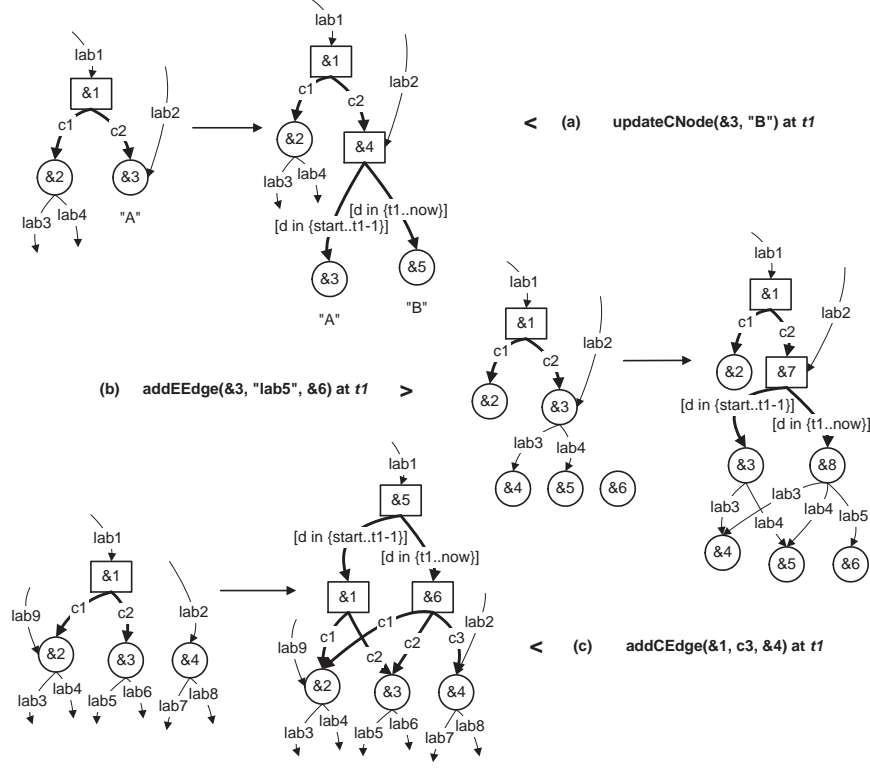 lab1
&1
c1
c2
lab2
&2
&3
lab3
lab4
"A"
lab1
&1
c1
c2
lab2
&2
&4
lab3
lab4
[d in {t1..now}]
[d in {start..t1-1}]
&3
&5
"A"
"B"
< (a) updateCNode(&3, "B") at t1
(b) addEEdge(&3, "lab5", &6) at t1 >
lab1
&1
c1
c2
lab2
&2
&3
lab3
lab4
&4
&5
&6
lab1
&1
c1
c2
lab2
&2
&7
[d in {start..t1-1}]
[d in {t1..now}]
&3
&8
lab3
lab3
lab4
lab4
lab5
&4
&5
&6
lab1
&1
lab9
c1
c2
lab2
&2
&3
&4
lab3
lab4
lab5
lab6
lab7
lab8
lab1
&5
[d in {start..t1-1}]
[d in {t1..now}]
&1
&6
lab9
c1
c1
c2
c2
c3
lab2
&2
&3
&4
lab3
lab4
lab5
lab6
lab7
lab8
< (c) addCEdge(&1, c3, &4) at t1